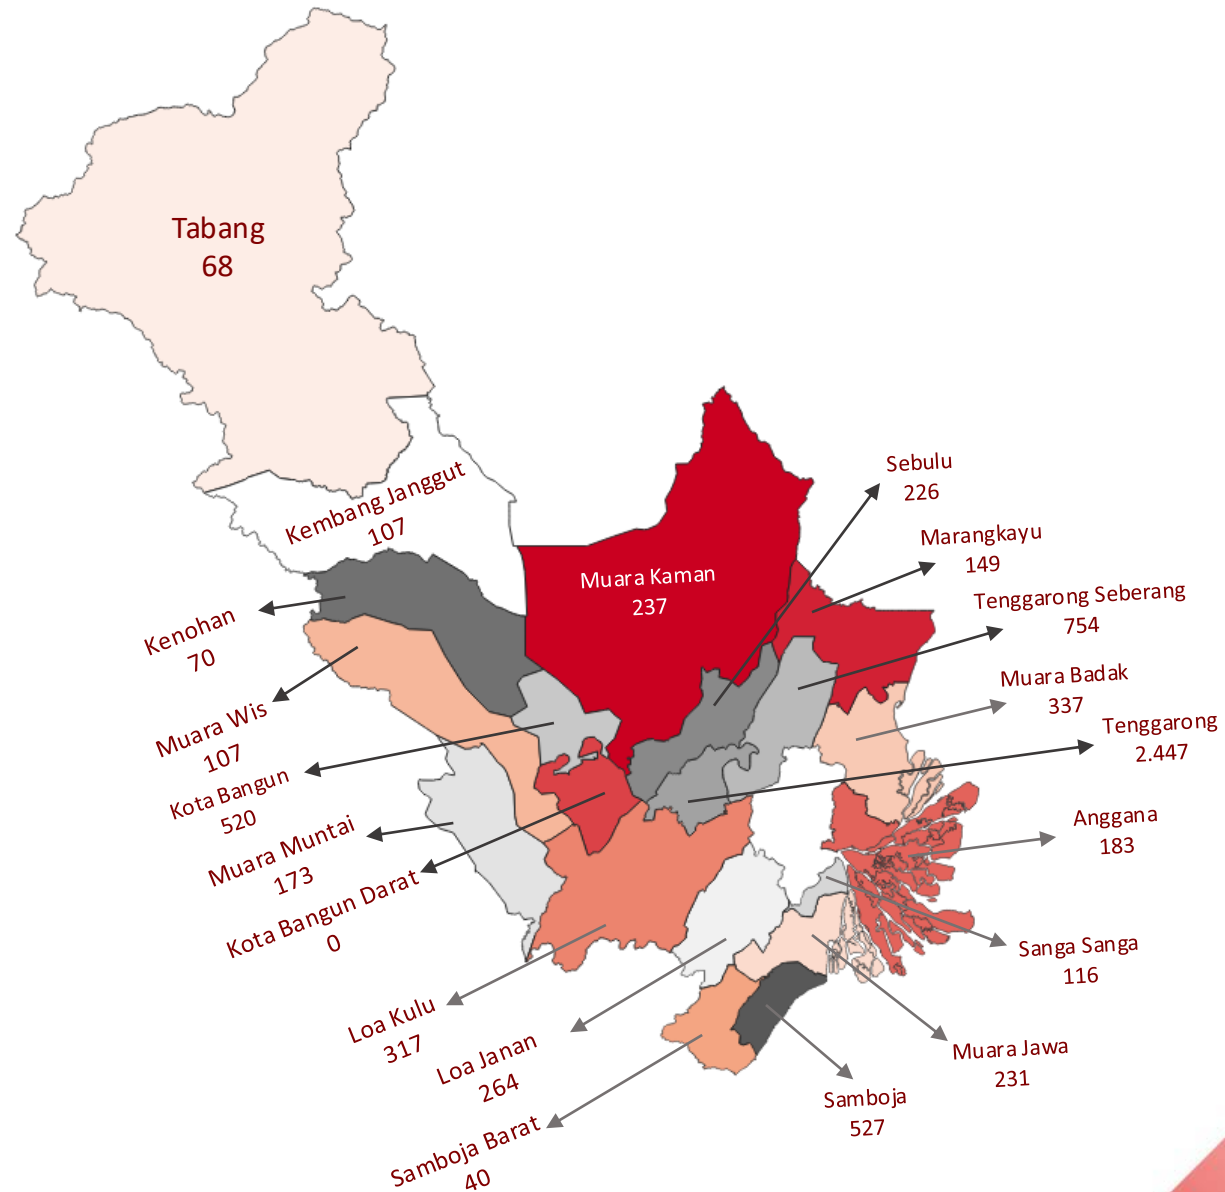 Tabang
68
Kembang Janggut
107
Muara Kaman
237
Sebulu
226
Marangkayu
149
Tenggarong Seberang
754
Muara Badak
337
Tenggarong
2.447
Anggana
183
Sanga Sanga
116
Muara Jawa
231
Samboja
527
Kenohan
70
Muara Wis
107
Kota Bangun
520
Muara Muntai
173
Kota Bangun Darat
0
Loa Kulu
317
Loa Janan
264
Samboja Barat
40